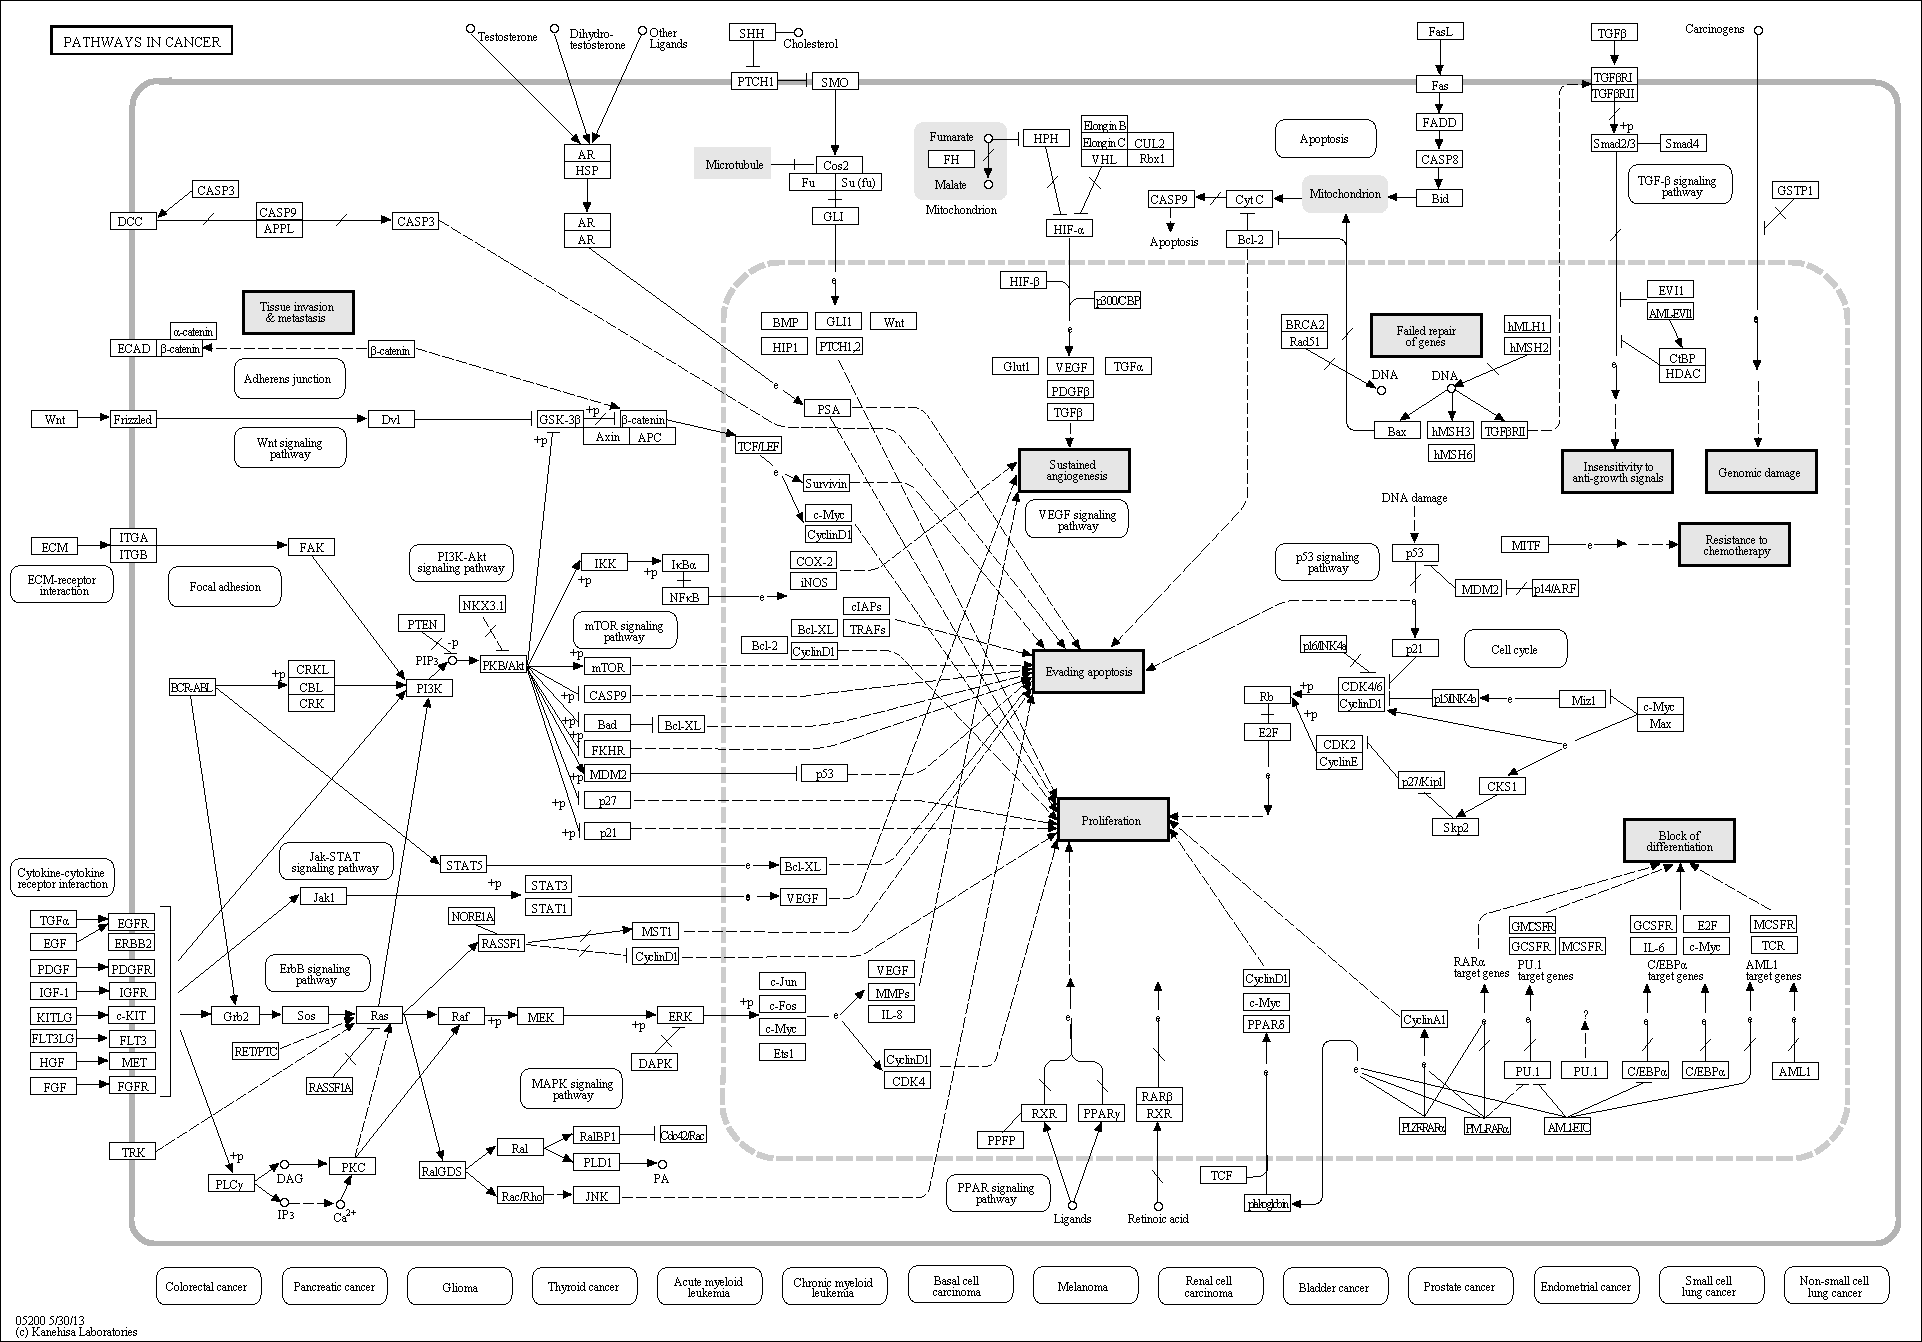 PATHWAYS IN CANCER
Testosterone
Dihydro-
testosterone
Other
Ligands
SHH
Cholesterol
FasL
TGFβ
Carcinogens
PTCH1
SMO
Fas
TGFβRI
TGFβRII
AR
HSP
Microtubule
Cos2
Fu
Su (fu)
GLI
Fumarate
FH
Malate
Mitochondrion
HPH
Elongin B
Elongin C
CUL2
VHL
Rbx1
HIF-α
FADD
CASP8
Bid
Apoptosis
Mitochondrion
Cyt C
CASP9
Apoptosis
Bcl-2
+p
Smad2/3
Smad4
TGF-β signaling
pathway
GSTP1
CASP3
DCC
CASP9
APPL
CASP3
AR
AR
Tissue invasion
& metastasis
α-catenin
ECAD
β-catenin
β-catenin
Adherens junction
e
BMP
GLI1
Wnt
HIP1
PTCH1,2
HIF-β
p300/CBP
e
Glut1
VEGF
TGFα
PDGFβ
TGFβ
BRCA2
Rad51
DNA
Failed repair
of genes
hMLH1
hMSH2
DNA
Bax
hMSH3
TGFβRII
hMSH6
EVI1
AML-EVI1
CtBP
HDAC
e
e
Wnt
Frizzled
Dvl
GSK-3β
+p
β-catenin
Axin
APC
+p
Wnt signaling
pathway
e
PSA
TCF/LEF
e
Survivin
c-Myc
CyclinD1
Sustained
angiogenesis
VEGF signaling
pathway
Insensitivity to
anti-growth signals
Genomic damage
ECM
ITGA
ITGB
FAK
ECM-receptor
interaction
Focal adhesion
PI3K-Akt
signaling pathway
IKK
+p
+p
IκBα
NFκB
e
COX-2
iNOS
DNA damage
p53
p53 signaling
pathway
MITF
e
Resistance to
chemotherapy
MDM2
p14/ARF
e
NKX3.1
PTEN
-p
PIP3
PKB/Akt
mTOR signaling
pathway
cIAPs
Bcl-XL
TRAFs
Bcl-2
CyclinD1
Evading apoptosis
p16/INK4a
p21
Cell cycle
BCR-ABL
+p
CRKL
CBL
CRK
PI3K
+p
mTOR
+p
CASP9
+p
Bad
Bcl-XL
+p
FKHR
+p
MDM2
p53
+p
p27
+p
p21
Rb
+p
CDK4/6
CyclinD1
p15/INK4b
e
Miz1
c-Myc
Max
E2F
+p
CDK2
CyclinE
e
p27/Kip1
CKS1
Skp2
e
Proliferation
Block of
differentiation
Jak-STAT
signaling pathway
Cytokine-cytokine
receptor interaction
STAT5
e
Bcl-XL
Jak1
+p
STAT3
STAT1
e
VEGF
NORE1A
RASSF1
MST1
CyclinD1
TGFα
EGFR
EGF
ERBB2
PDGF
PDGFR
IGF-1
IGFR
KITLG
c-KIT
FLT3LG
FLT3
HGF
MET
FGF
FGFR
ErbB signaling
pathway
Grb2
Sos
Ras
Raf
+p
MEK
+p
ERK
+p
RET/PTC
RASSF1A
DAPK
c-Jun
c-Fos
c-Myc
Ets1
e
VEGF
MMPs
IL-8
CyclinD1
CDK4
MAPK signaling
pathway
GMCSFR
GCSFR
MCSFR
GCSFR
E2F
MCSFR
IL-6
c-Myc
TCR
RARα
target genes
PU.1
target genes
C/EBPα
target genes
AML1
target genes
CyclinD1
c-Myc
PPARδ
CyclinA1
e
e
e
?
e
e
e
e
e
e
e
e
PU.1
PU.1
C/EBPα
C/EBPα
AML1
PLZF-RARα
PML-RARα
AML1-ETO
RXR
PPARγ
RARβ
RXR
PPFP
TRK
+p
PLCγ
DAG
IP3
PKC
Ca2+
RalGDS
Ral
RalBP1
Cdc42/Rac
PLD1
PA
Rac/Rho
JNK
PPAR signaling
pathway
Ligands
Retinoic acid
TCF
plakoglobin
Colorectal cancer
Pancreatic cancer
Glioma
Thyroid cancer
Acute myeloid
leukemia
Chronic myeloid
leukemia
Basal cell
carcinoma
Melanoma
Renal cell
carcinoma
Bladder cancer
Prostate cancer
Endometrial cancer
Small cell
lung cancer
Non-small cell
lung cancer
05200 5/30/13
(c) Kanehisa Laboratories